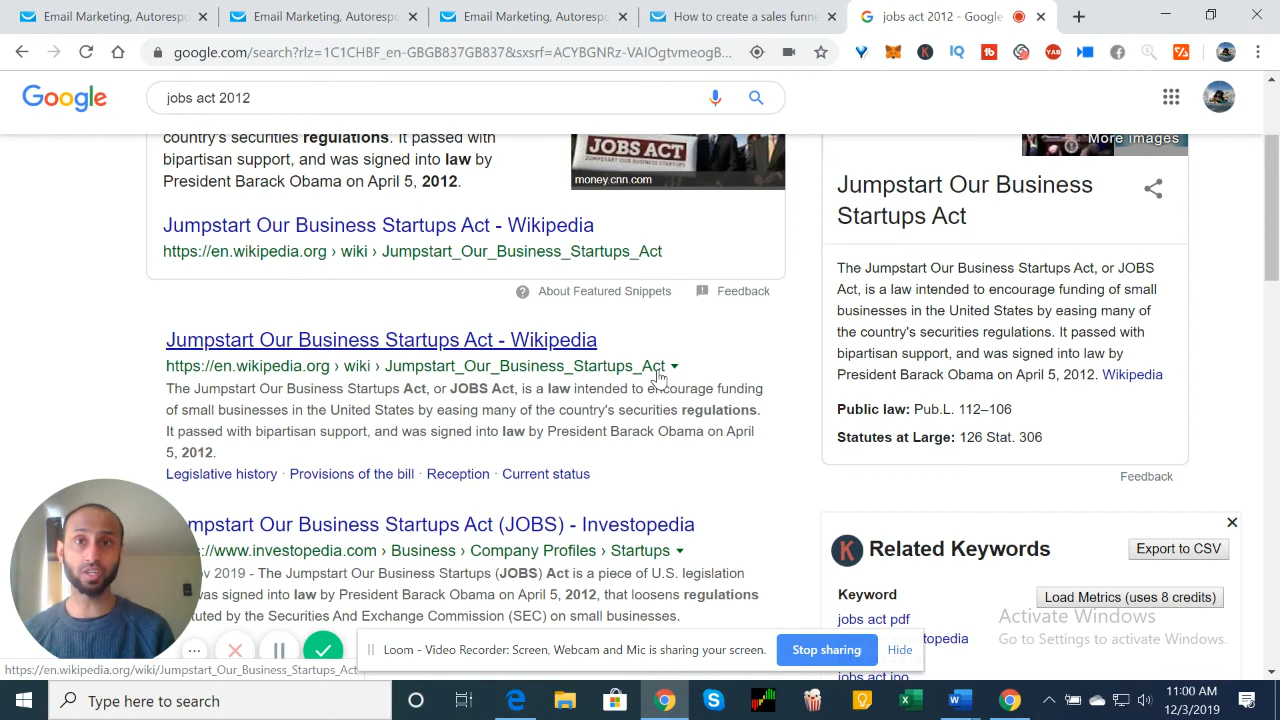 Email Marketing, Autorespo
Email Marketing, Autorespo
Email Marketing, Autorespo
How to create a sales funne
jobs act 2012 - Google
google.com/search?rlz=1C1CHBF_en-GBGB837GB837&sxsrf=ACYBGNRz-VAIOgtvmeogB...
Google
jobs act 2012
country's securities regulations. It passed with
bipartisan support, and was signed into law by
President Barack Obama on April 5, 2012.
JOBS ACT
JUMPSTART OUR BUSINESS STARTUPS
money.cnn.com
Jumpstart Our Business Startups Act - Wikipedia
https://en.wikipedia.org › wiki › Jumpstart_Our_Business_Startups_Act
About Featured Snippets
Feedback
Jumpstart Our Business Startups Act - Wikipedia
https://en.wikipedia.org › wiki › Jumpstart_Our_Business_Startups_Act
The Jumpstart Our Business Startups Act, or JOBS Act, is a law intended to encourage funding
of small businesses in the United States by easing many of the country's securities regulations.
It passed with bipartisan support, and was signed into law by President Barack Obama on April
5, 2012.
Legislative history · Provisions of the bill · Reception · Current status
mpstart Our Business Startups Act (JOBS) - Investopedia
://www.investopedia.com › Business › Company Profiles › Startups
2019 - The Jumpstart Our Business Startups (JOBS) Act is a piece of U.S. legislation
was signed into law by President Barack Obama on April 5, 2012, that loosens regulations
by the Securities And Exchange Commission (SEC) on small businesses.
More images
Jumpstart Our Business
Startups Act
The Jumpstart Our Business Startups Act, or JOBS
Act, is a law intended to encourage funding of small
businesses in the United States by easing many of
the country's securities regulations. It passed with
bipartisan support, and was signed into law by
President Barack Obama on April 5, 2012. Wikipedia
Public law: Pub.L. 112–106
Statutes at Large: 126 Stat. 306
Feedback
K
Related Keywords
Export to CSV
Keyword
Load Metrics (uses 8 credits)
jobs act pdf
topedia
jobs act ipo
Activate Windows
Go to Settings to activate Windows.
Loom - Video Recorder: Screen, Webcam and Mic is sharing your screen.
Stop sharing
Hide
https://en.wikipedia.org/wiki/Jumpstart_Our_Business_Startups_Act
Type here to search
11:00 AM
12/3/2019